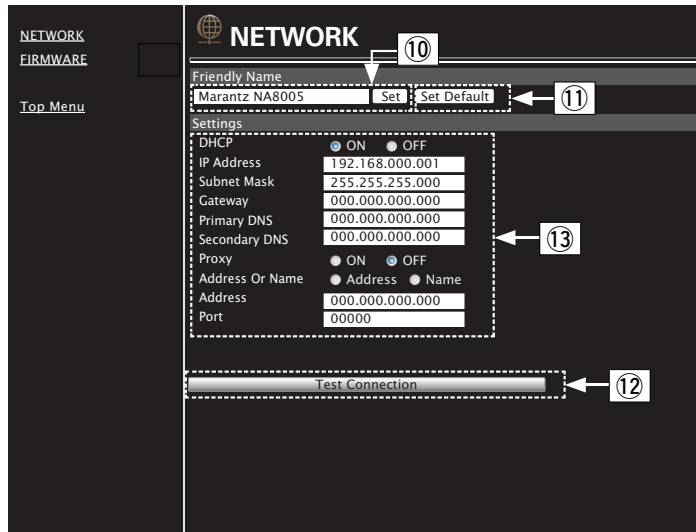 NETWORK
FIRMWARE
Top Menu
NETWORK
⑩
Friendly Name
Marantz NA8005 Set Set Default ⑪
Settings
DHCP ON OFF
IP Address 192.168.000.001
Subnet Mask 255.255.255.000
Gateway 000.000.000.000
Primary DNS 000.000.000.000
Secondary DNS 000.000.000.000
⑬
Proxy ON OFF
Address Or Name Address Name
Address 000.000.000.000
Port 00000
Test Connection ⑫